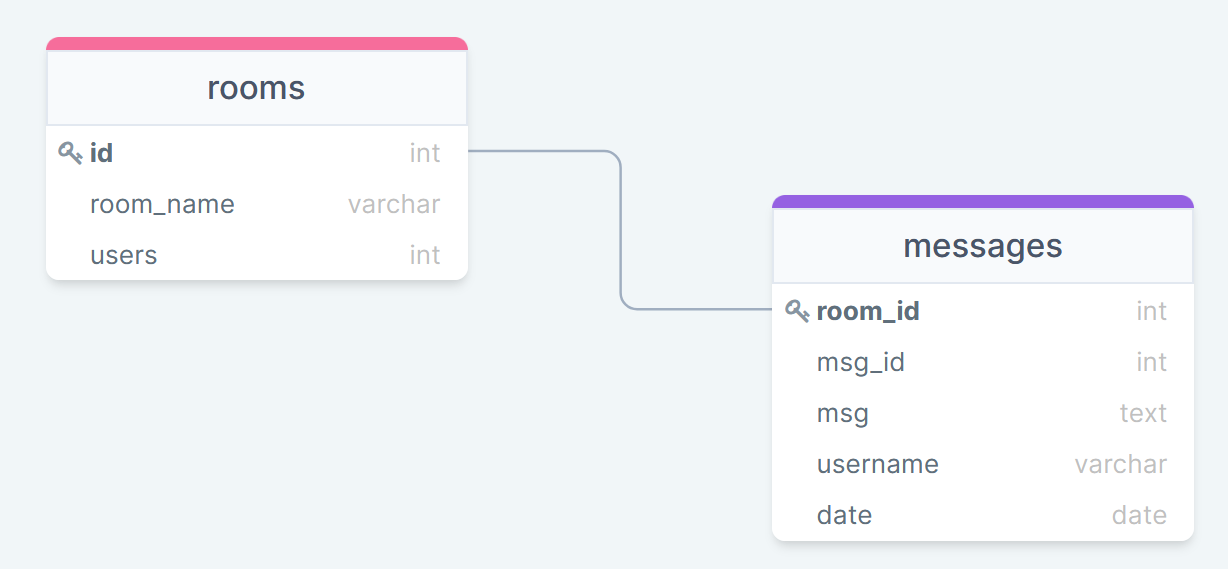 rooms
id int
room_name varchar
users int
messages
room_id int
msg_id int
msg text
username varchar
date date